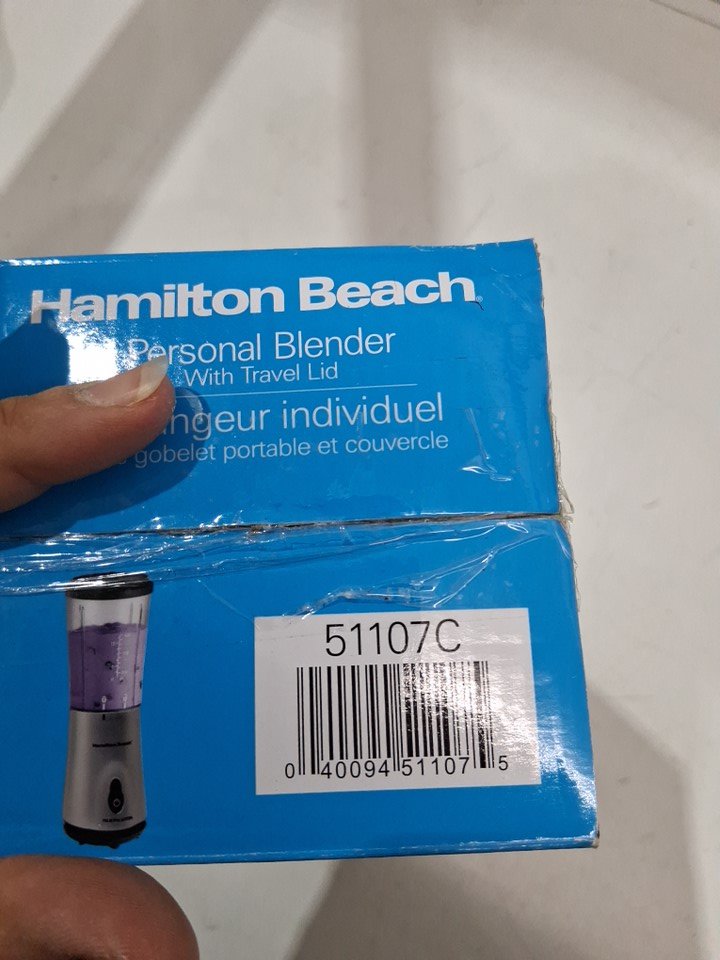 Hamilton Beach
Personal Blender
With Travel Lid
ngeur individuel
gobelet portable et couvercle
51107C
0 40094 51107 5